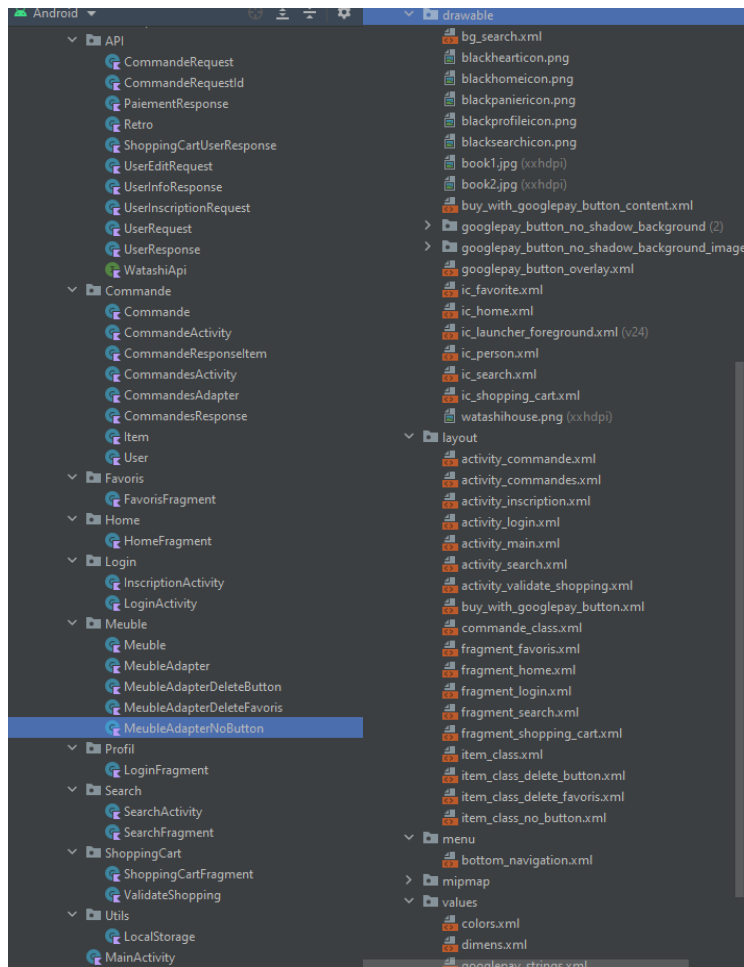 Android
API
CommandeRequest
CommandeRequestId
PaiementResponse
Retro
ShoppingCartUserResponse
UserEditRequest
UserInfoResponse
UserInscriptionRequest
UserRequest
UserResponse
WatashiApi
Commande
Commande
CommandeActivity
CommandeResponseItem
CommandesActivity
CommandesAdapter
CommandesResponse
Item
User
Favoris
FavorisFragment
Home
HomeFragment
Login
InscriptionActivity
LoginActivity
Meuble
Meuble
MeubleAdapter
MeubleAdapterDeleteButton
MeubleAdapterDeleteFavoris
MeubleAdapterNoButton
Profil
LoginFragment
Search
SearchActivity
SearchFragment
ShoppingCart
ShoppingCartFragment
ValidateShopping
Utils
LocalStorage
MainActivity
drawable
bg_search.xml
blackhearticon.png
blackhomeicon.png
blackpaniericon.png
blackprofileicon.png
blacksearchicon.png
book1.jpg (xxhdpi)
book2.jpg (xxhdpi)
buy_with_googlepay_button_content.xml
googlepay_button_no_shadow_background (2)
googlepay_button_no_shadow_background_image
googlepay_button_overlay.xml
ic_favorite.xml
ic_home.xml
ic_launcher_foreground.xml (v24)
ic_person.xml
ic_search.xml
ic_shopping_cart.xml
watashihouse.png (xxhdpi)
layout
activity_commande.xml
activity_commandes.xml
activity_inscription.xml
activity_login.xml
activity_main.xml
activity_search.xml
activity_validate_shopping.xml
buy_with_googlepay_button.xml
commande_class.xml
fragment_favoris.xml
fragment_home.xml
fragment_login.xml
fragment_search.xml
fragment_shopping_cart.xml
item_class.xml
item_class_delete_button.xml
item_class_delete_favoris.xml
item_class_no_button.xml
menu
bottom_navigation.xml
mipmap
values
colors.xml
dimens.xml
googlepay_strings.xml